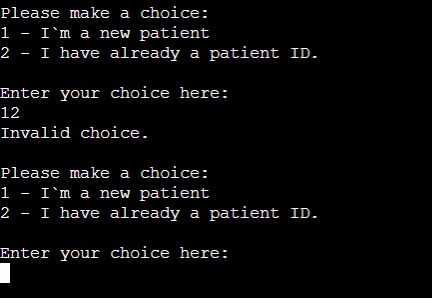 Please make a choice:
1 - I`m a new patient
2 - I have already a patient ID.
Enter your choice here:
12
Invalid choice.
Please make a choice:
1 - I`m a new patient
2 - I have already a patient ID.
Enter your choice here: